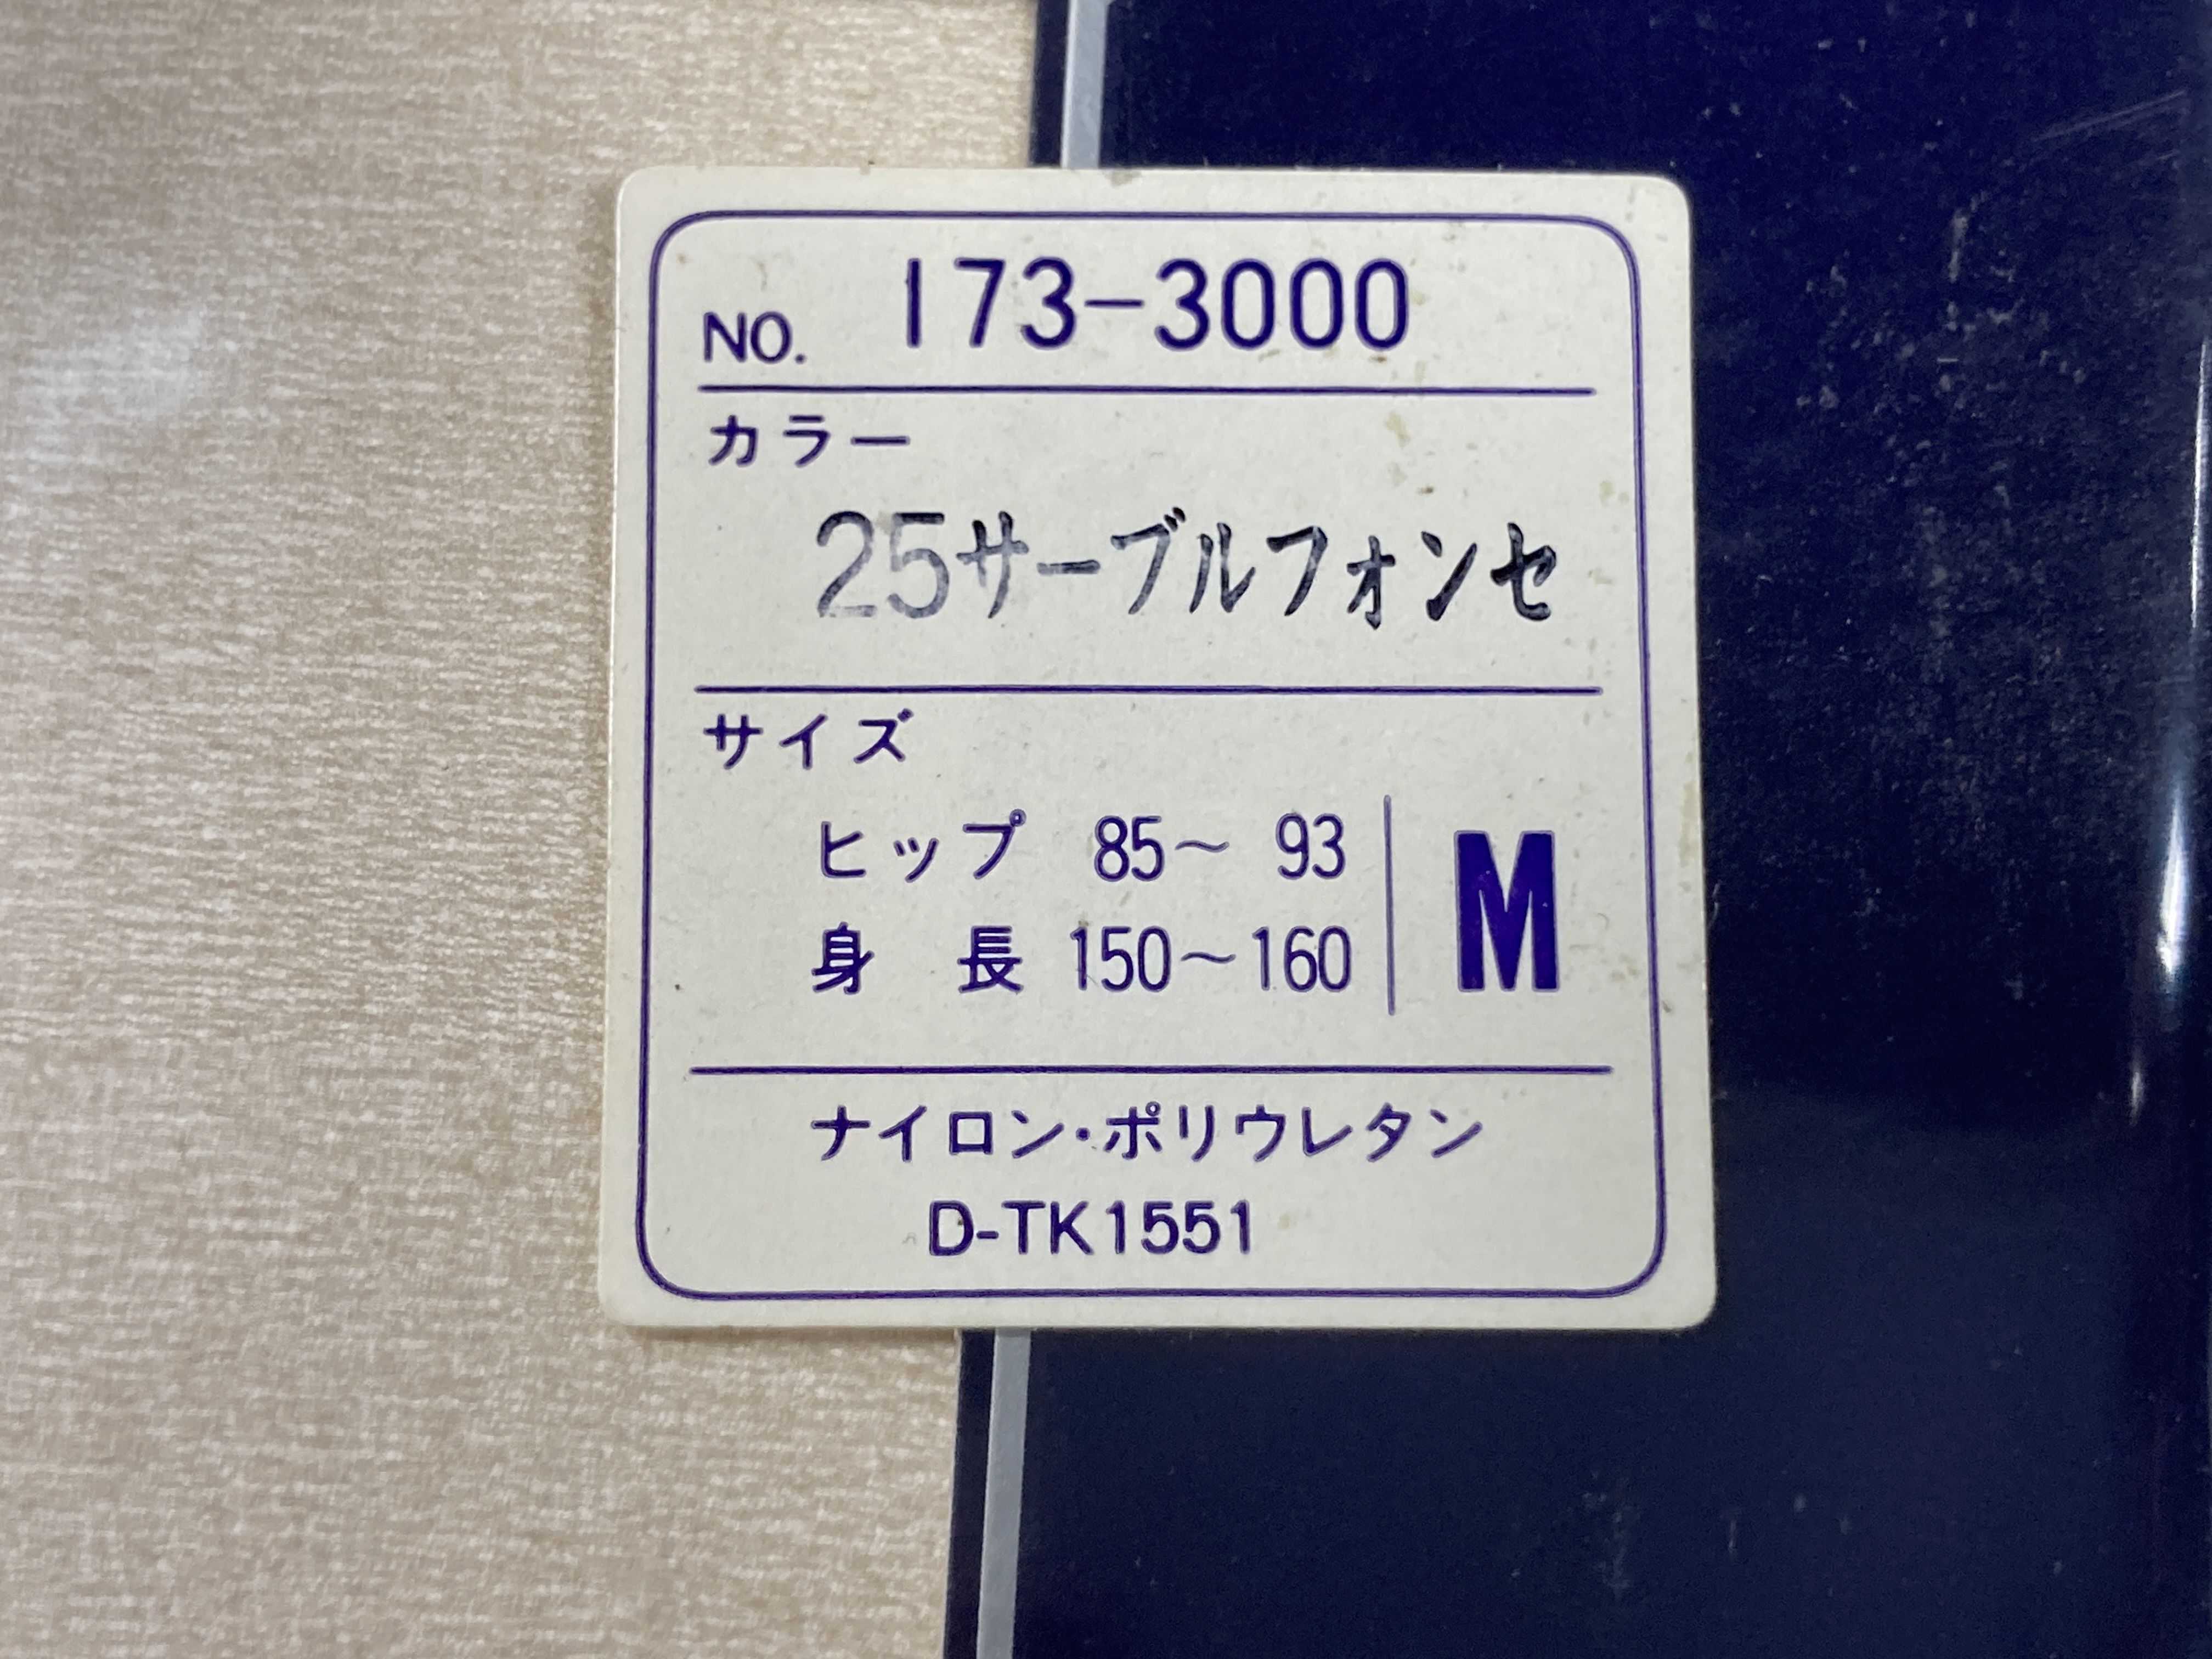 NO. 173-3000
カラー
25サーブルフォンセ
サイズ
ヒップ 85～ 93
身 長 150～160
M
ナイロン・ポリウレタン
D-TK1551